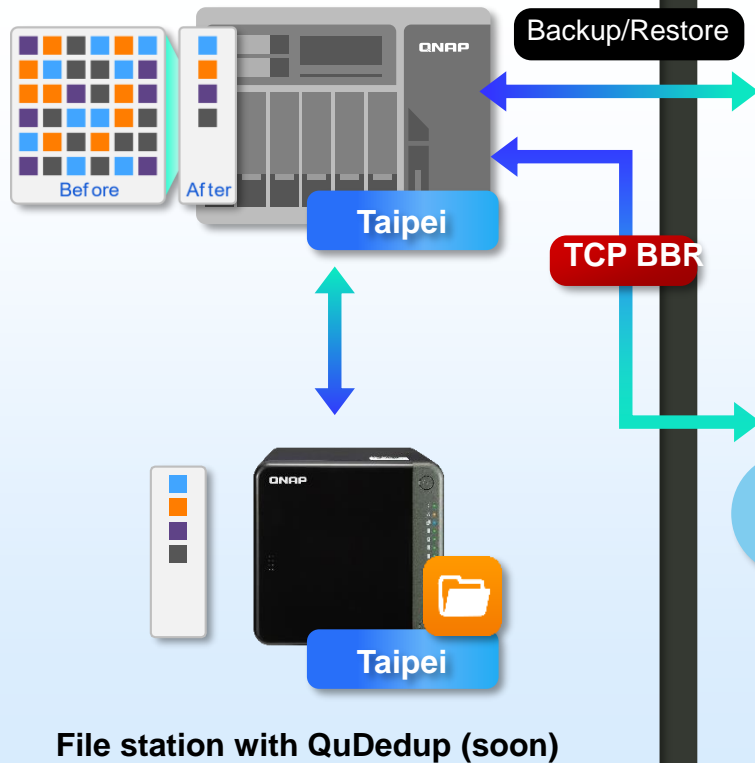 Backup/Restore
QNAP
Before
After
Taipei
TCP BBR
QNAP
Taipei
File station with QuDedup (soon)